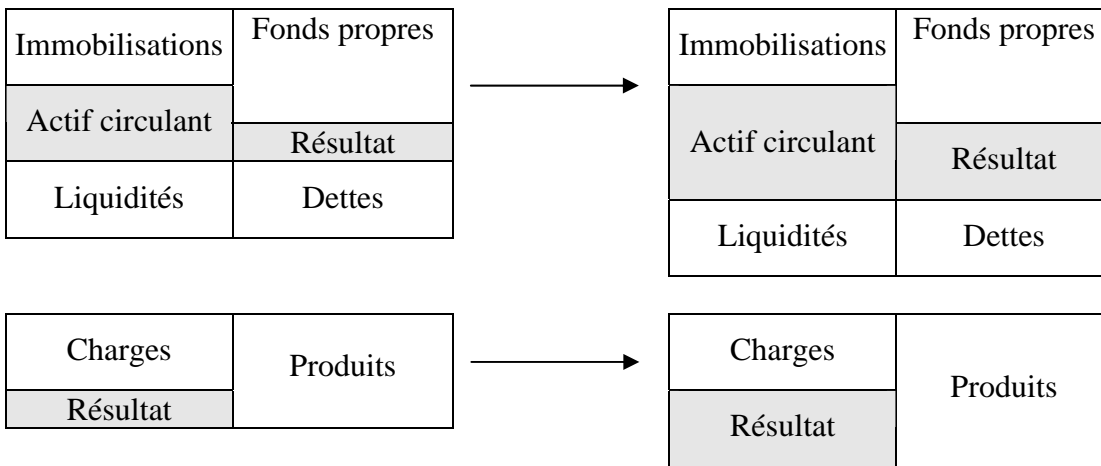 Immobilisations
Fonds propres
Actif circulant
Résultat
Liquidités
Dettes
Immobilisations
Fonds propres
Actif circulant
Résultat
Liquidités
Dettes
Charges
Produits
Résultat
Charges
Produits
Résultat